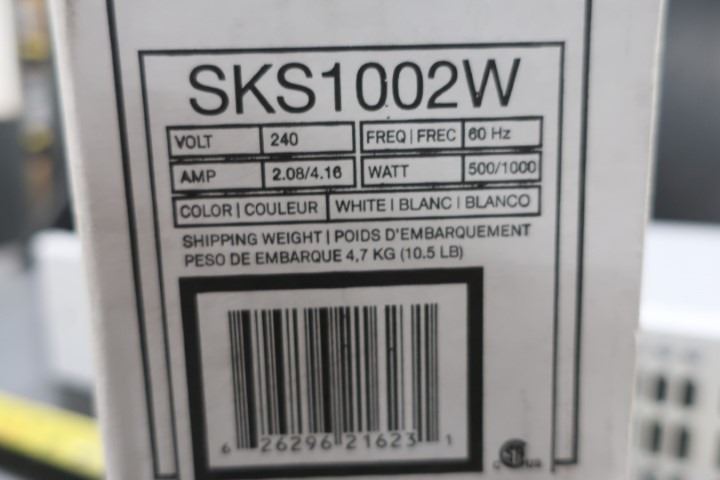 SKS1002W
VOLT 240 FREQ | FREC 60 Hz
AMP 2.08/4.16 WATT 500/1000
COLOR | COULEUR WHITE | BLANC | BLANCO
SHIPPING WEIGHT | POIDS D'EMBARQUEMENT
PESO DE EMBARQUE 4,7 KG (10.5 LB)
6 26296 21623 1